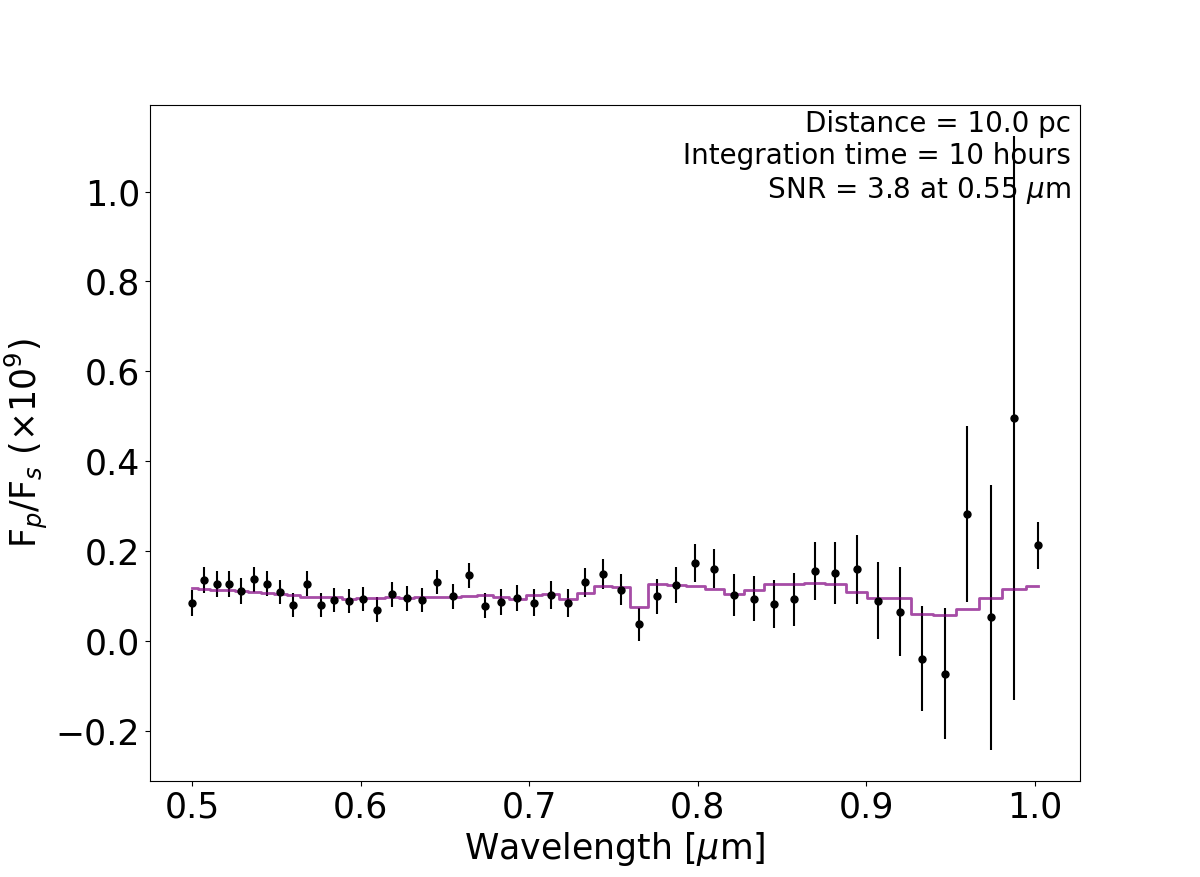 Distance = 10.0 pc
Integration time = 10 hours
SNR = 3.8 at 0.55 μm
1.0
0.8
0.6
0.4
0.2
0.0
−0.2
F_p/F_s (×10^9)
0.5 0.6 0.7 0.8 0.9 1.0
Wavelength [μm]